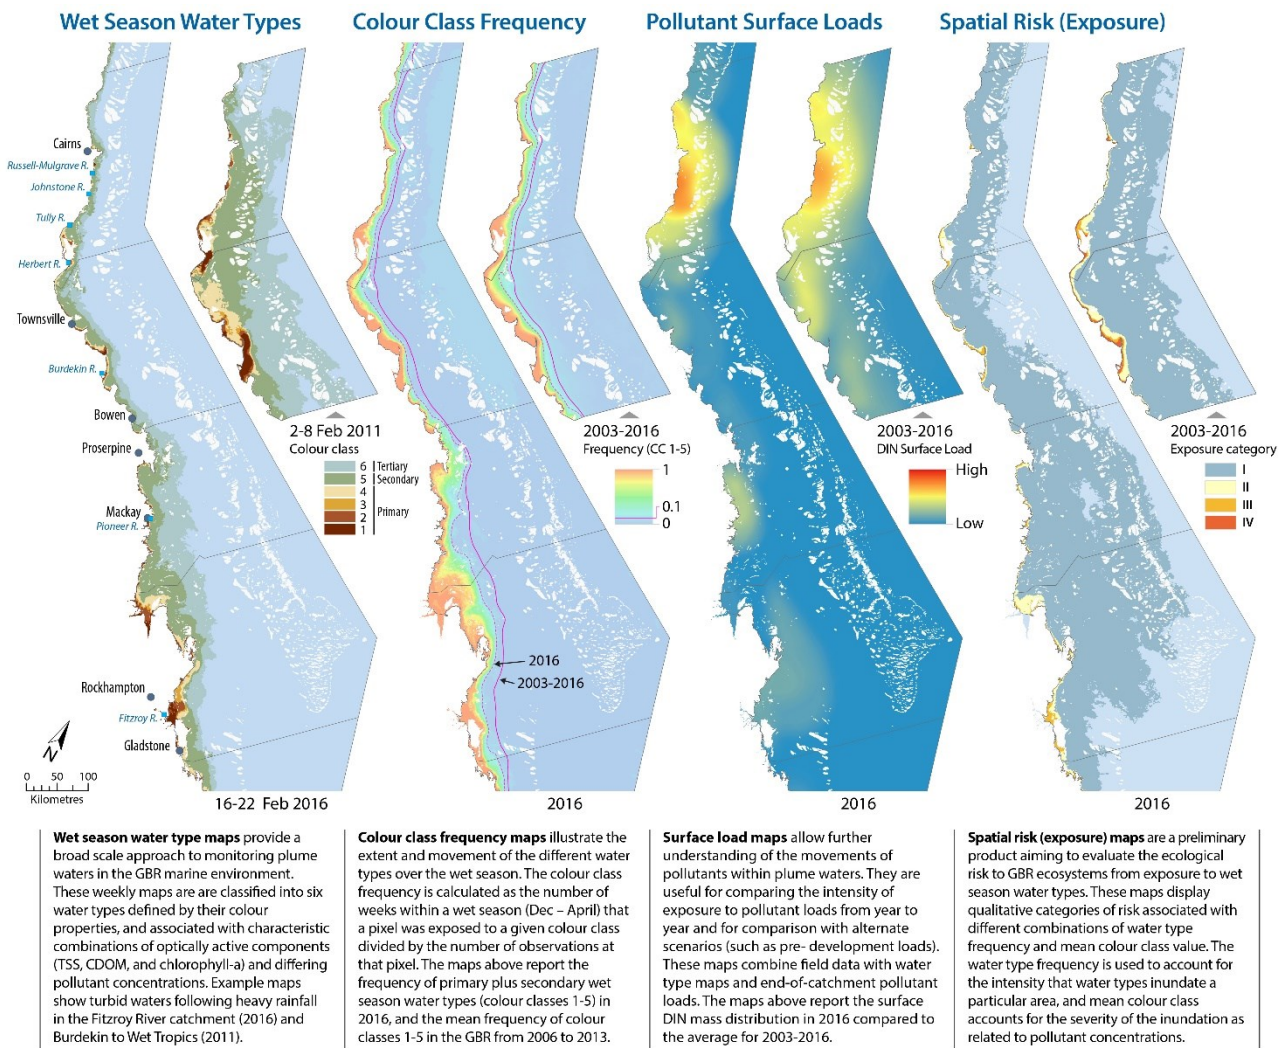 Wet Season Water Types
Colour Class Frequency
Pollutant Surface Loads
Spatial Risk (Exposure)
Cairns
Russell-Mulgrave R.
Johnstone R.
Tully R.
Herbert R.
Townsville
Burdekin R.
Bowen
Proserpine
Mackay
Pioneer R.
Rockhampton
Fitzroy R.
Gladstone
N
0 50 100
Kilometres
2-8 Feb 2011
Colour class
6 Tertiary
5 Secondary
4
3
2 Primary
1
16-22 Feb 2016
2003-2016
Frequency (CC 1-5)
1
0.1
0
2016
2003-2016
2016
2003-2016
DIN Surface Load
High
Low
2016
2003-2016
Exposure category
I
II
III
IV
2016
Wet season water type maps provide a
broad scale approach to monitoring plume
waters in the GBR marine environment.
These weekly maps are are classified into six
water types defined by their colour
properties, and associated with characteristic
combinations of optically active components
(TSS, CDOM, and chlorophyll-a) and differing
pollutant concentrations. Example maps
show turbid waters following heavy rainfall
in the Fitzroy River catchment (2016) and
Burdekin to Wet Tropics (2011).
Colour class frequency maps illustrate the
extent and movement of the different water
types over the wet season. The colour class
frequency is calculated as the number of
weeks within a wet season (Dec – April) that
a pixel was exposed to a given colour class
divided by the number of observations at
that pixel. The maps above report the
frequency of primary plus secondary wet
season water types (colour classes 1-5) in
2016, and the mean frequency of colour
classes 1-5 in the GBR from 2006 to 2013.
Surface load maps allow further
understanding of the movements of
pollutants within plume waters. They are
useful for comparing the intensity of
exposure to pollutant loads from year to
year and for comparison with alternate
scenarios (such as pre- development loads).
These maps combine field data with water
type maps and end-of-catchment pollutant
loads. The maps above report the surface
DIN mass distribution in 2016 compared to
the average for 2003-2016.
Spatial risk (exposure) maps are a preliminary
product aiming to evaluate the ecological
risk to GBR ecosystems from exposure to wet
season water types. These maps display
qualitative categories of risk associated with
different combinations of water type
frequency and mean colour class value. The
water type frequency is used to account for
the intensity that water types inundate a
particular area, and mean colour class
accounts for the severity of the inundation as
related to pollutant concentrations.